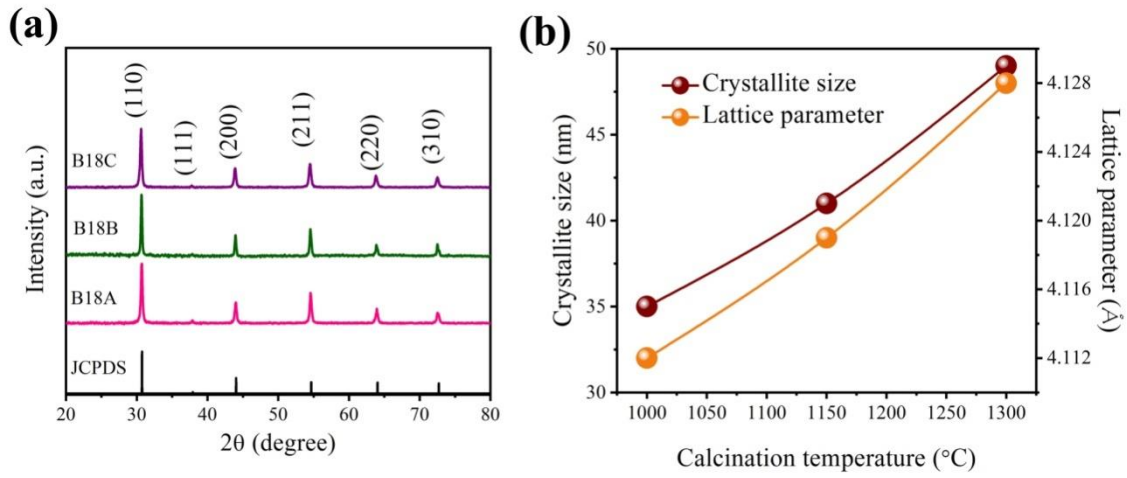 (a)
(110)
(111)
(200)
(211)
(220)
(310)
B18C
B18B
B18A
JCPDS
Intensity (a.u.)
20 30 40 50 60 70 80
2θ (degree)
(b)
Crystallite size
Lattice parameter
50
45
40
35
30
Crystallite size (nm)
4.128
4.124
4.120
4.116
4.112
Lattice parameter (Å)
1000 1050 1100 1150 1200 1250 1300
Calcination temperature (°C)